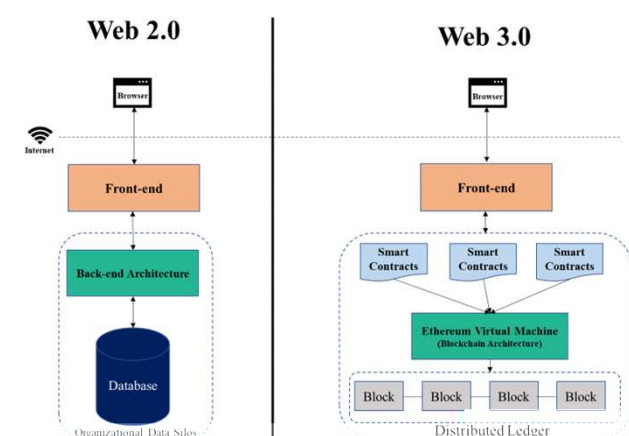 Web 2.0
Web 3.0
Browser
Browser
Internet
Front-end
Front-end
Smart
Contracts
Smart
Contracts
Smart
Contracts
Back-end Architecture
Ethereum Virtual Machine
(Blockchain Architecture)
Database
Block
Block
Block
Block
Organizational Data Silos
Distributed Ledger